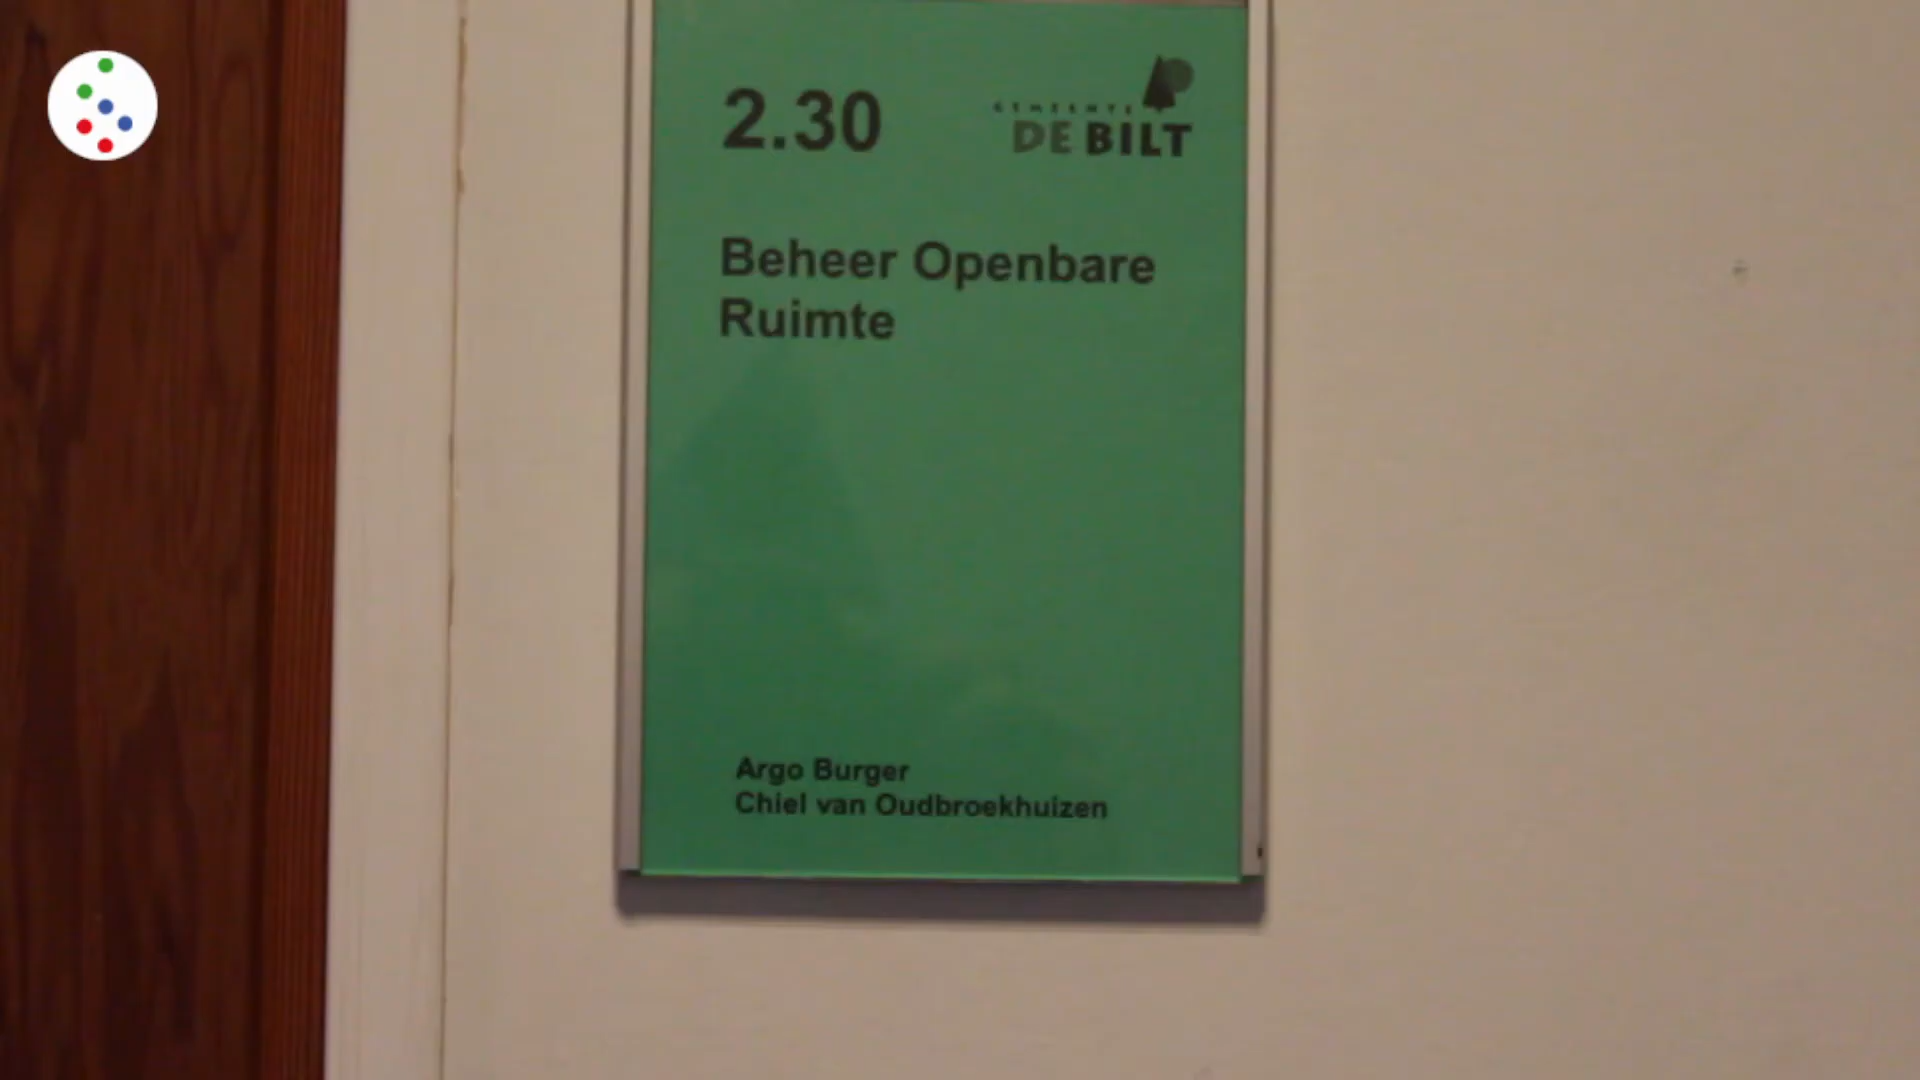 2.30
GEMEENTE
DE BILT
Beheer Openbare
Ruimte
Argo Burger
Chiel van Oudbroekhuizen